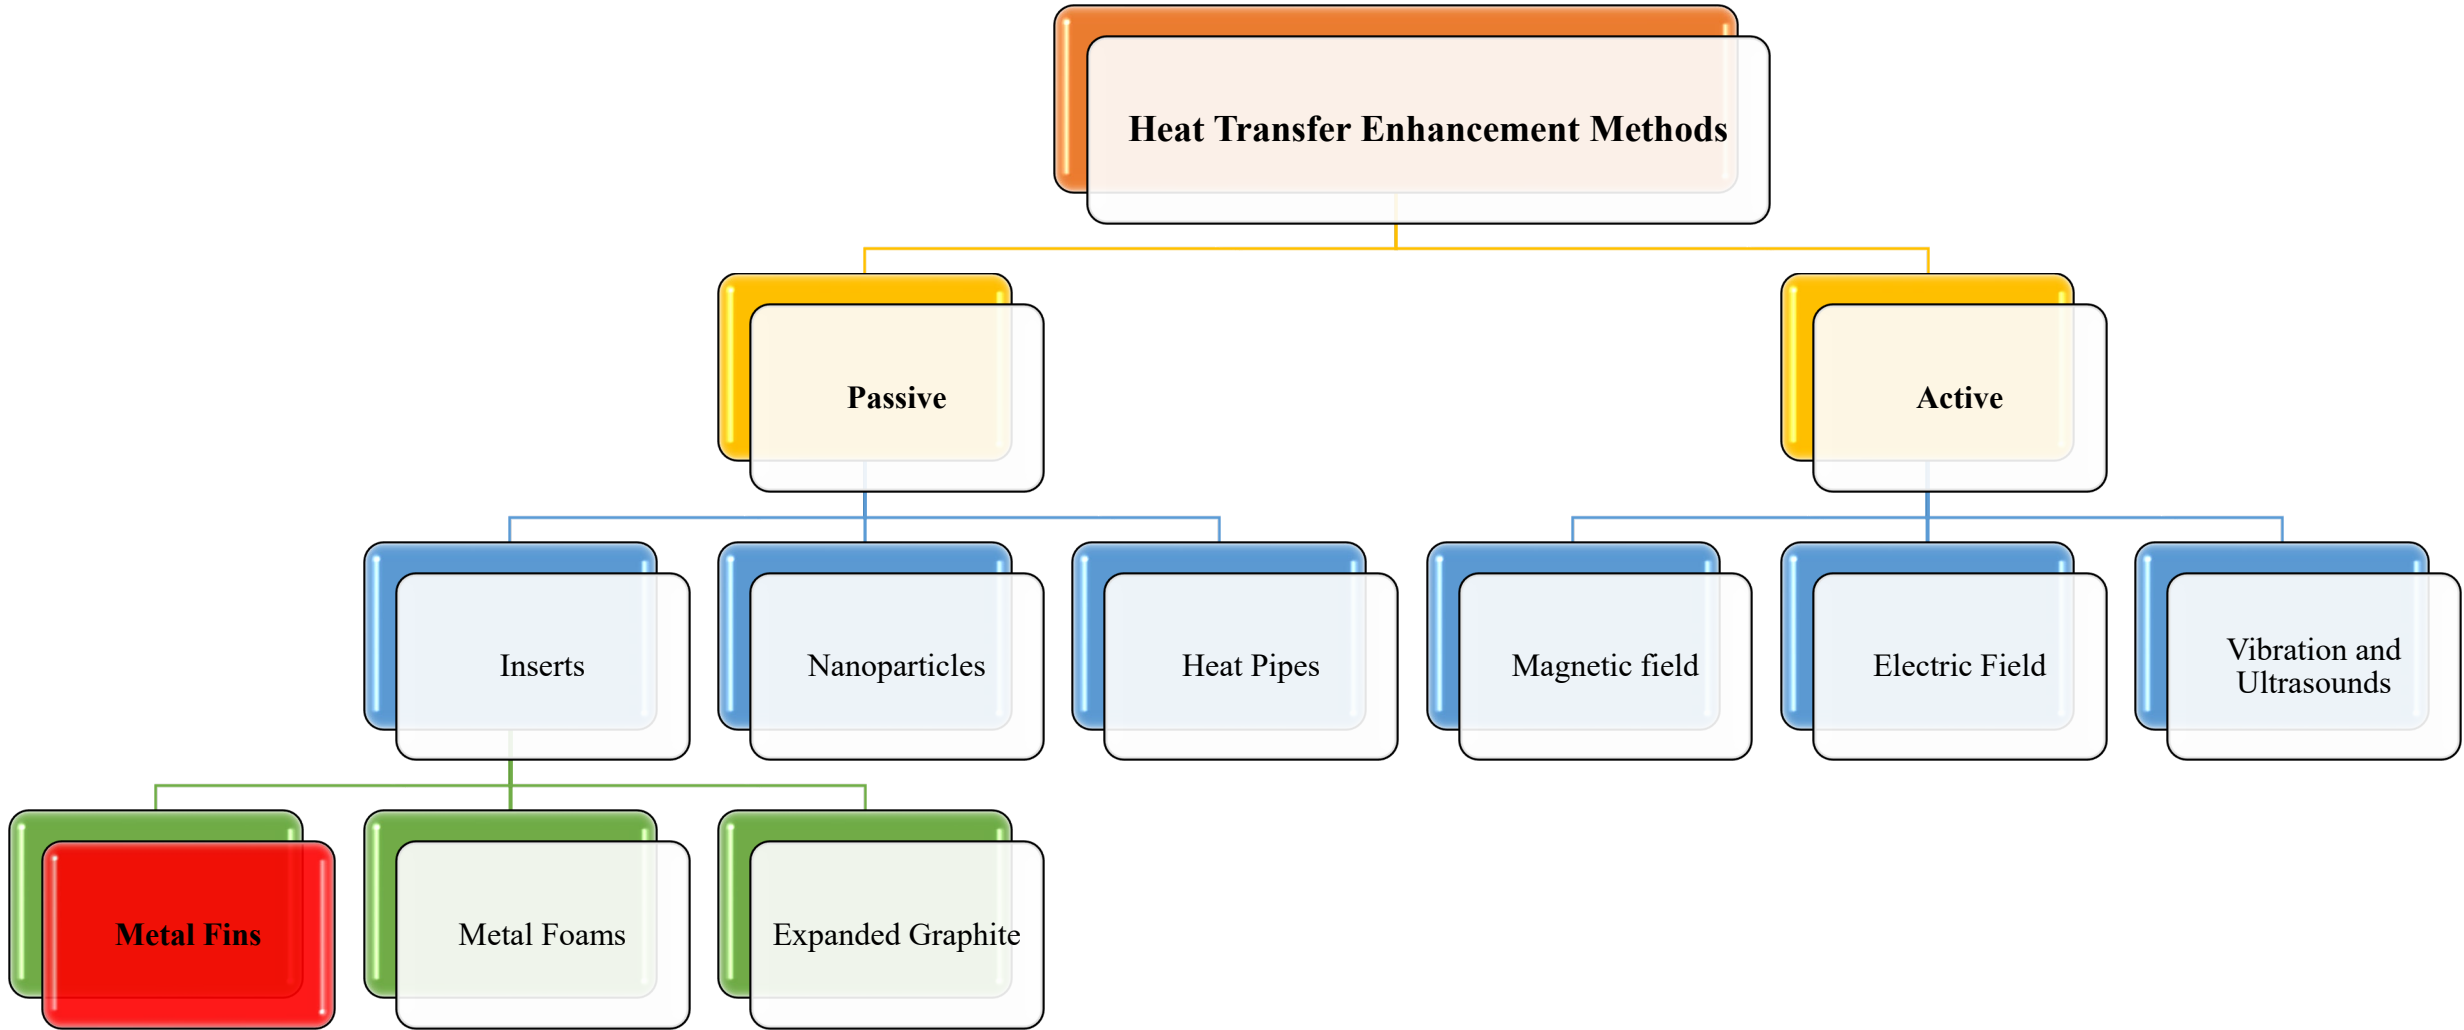 Heat Transfer Enhancement Methods
Passive
Active
Inserts
Nanoparticles
Heat Pipes
Magnetic field
Electric Field
Vibration and
Ultrasounds
Metal Fins
Metal Foams
Expanded Graphite